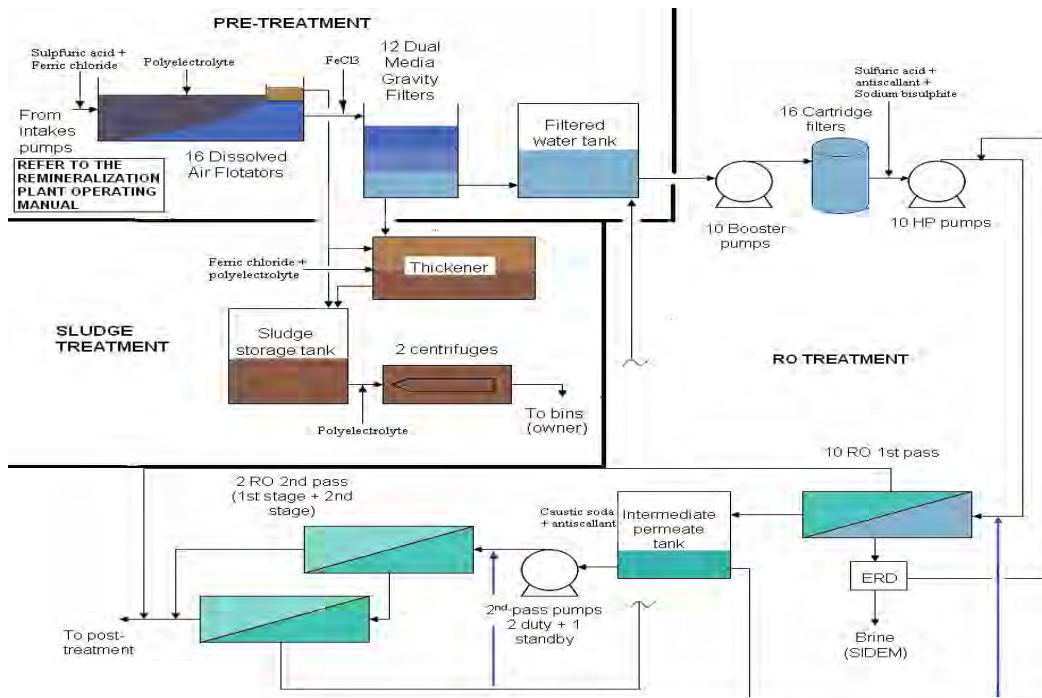 PRE-TREATMENT
Sulpfuric acid +
Ferric chloride
Polyelectrolyte
FeCl3
12 Dual
Media
Gravity
Filters
From
intakes
pumps
16 Dissolved
Air Flotators
REFER TO THE
REMINERALIZATION
PLANT OPERATING
MANUAL
Filtered
water tank
Sulfuric acid +
antiscallant +
Sodium bisulphite
16 Cartridge
filters
10 Booster
pumps
10 HP pumps
Ferric chloride +
polyelectrolyte
Thickener
SLUDGE
TREATMENT
Sludge
storage tank
2 centrifuges
Polyelectrolyte
To bins
(owner)
RO TREATMENT
10 RO 1st pass
2 RO 2nd pass
(1st stage + 2nd
stage)
Caustic soda
+ antiscallant
Intermediate
permeate
tank
ERD
2nd-pass pumps
2 duty + 1
standby
Brine
(SIDEM)
To post-
treatment